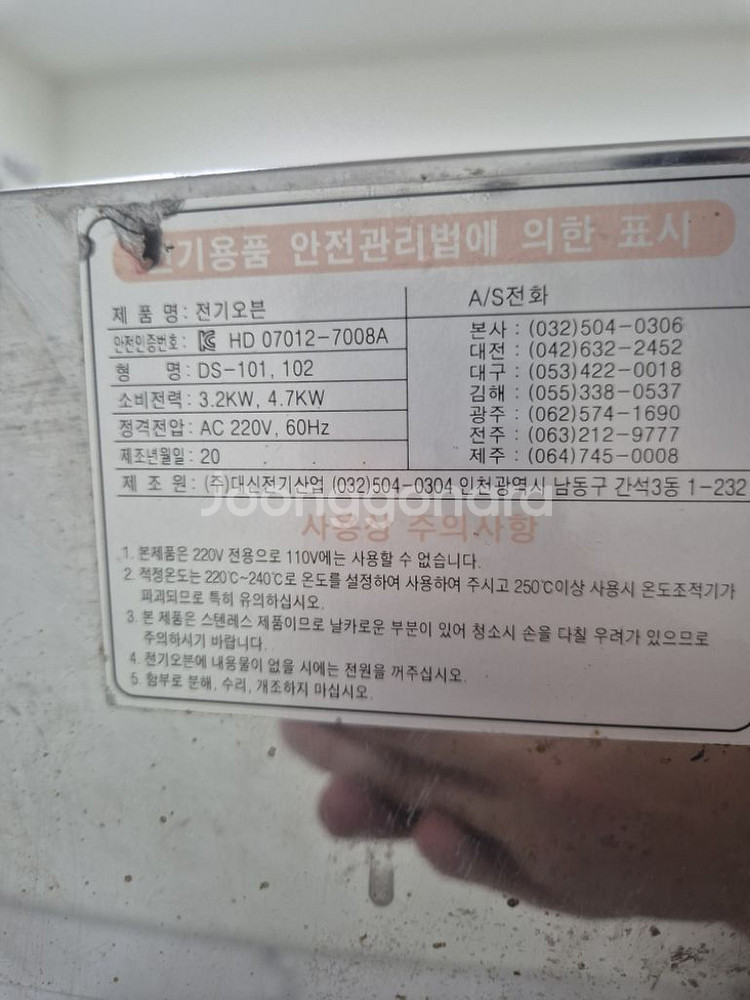 기용품 안전관리법에 의한 표시
제 품 명 : 전기오븐
안전인증번호 : HD 07012-7008A
형 명 : DS-101, 102
소비전력 : 3.2KW, 4.7KW
정격전압 : AC 220V, 60Hz
제조년월일 : 20 . . .
A/S전화
본사 : (032)504-0306
대전 : (042)632-2452
대구 : (053)422-0018
김해 : (055)338-0537
광주 : (062)574-1690
전주 : (063)212-9777
제주 : (064)745-0008
제 조 원 : (주)대신전기산업 (032)504-0304 인천광역시 남동구 간석3동 1-232
Joonggonara
사용상 주의사항
1. 본제품은 220V 전용으로 110V에는 사용할 수 없습니다.
2. 적정온도는 220℃~240℃로 온도를 설정하여 사용하여 주시고 250℃이상 사용시 온도조적기가
파괴되므로 특히 유의하십시오.
3. 본 제품은 스텐레스 제품이므로 날카로운 부분이 있어 청소시 손을 다칠 우려가 있으므로
주의하시기 바랍니다.
4. 전기오븐에 내용물이 없을 시에는 전원을 꺼주십시오.
5. 함부로 분해, 수리, 개조하지 마십시오.